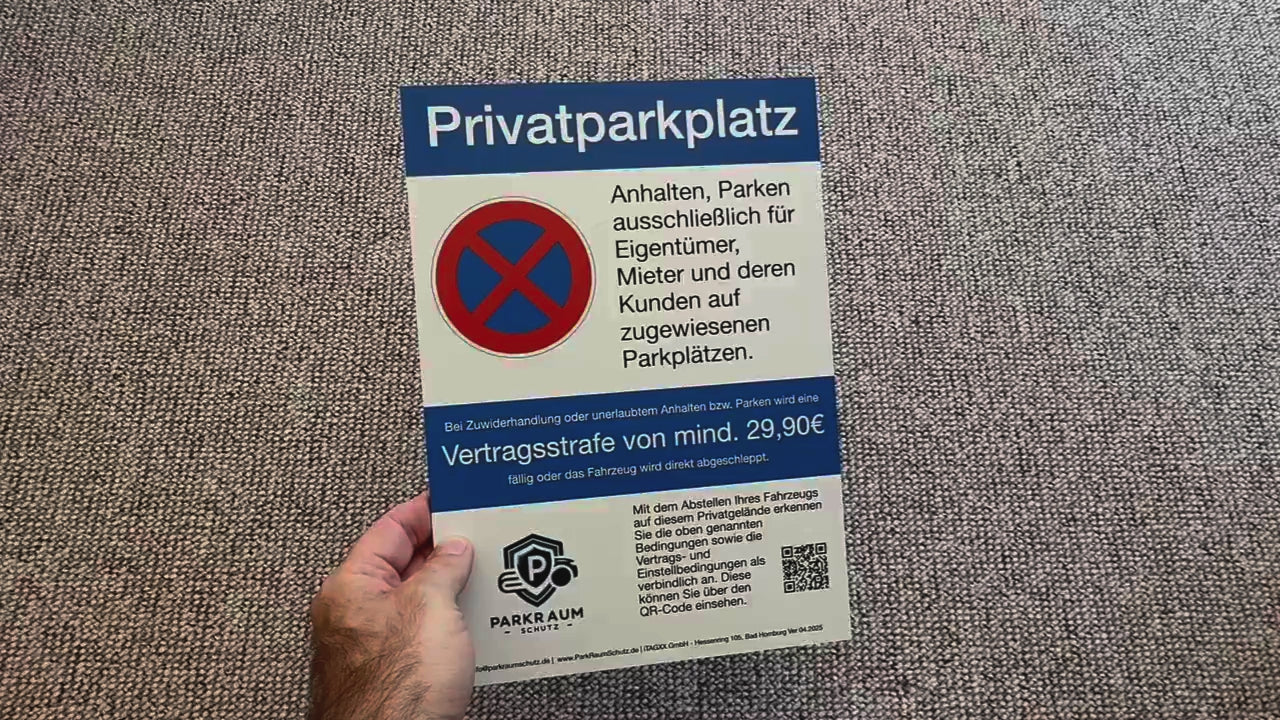 Privatparkplatz
Anhalten, Parken
ausschließlich für
Eigentümer,
Mieter und deren
Kunden auf
zugewiesenen
Parkplätzen.
Bei Zuwiderhandlung oder unerlaubtem Anhalten bzw. Parken wird eine
Vertragsstrafe von mind. 29,90€
fällig oder das Fahrzeug wird direkt abgeschleppt.
Mit dem Abstellen Ihres Fahrzeugs
auf diesem Privatgelände erkennen
Sie die oben genannten
Bedingungen sowie die
Vertrags- und
Einstellbedingungen als
verbindlich an. Diese
können Sie über den
QR-Code einsehen.
P
PARKRAUM
- SCHUTZ -
fo@parkraumschutz.de | www.ParkRaumSchutz.de | iTAGXX GmbH - Hessenring 105, Bad Homburg Ver.04.2025